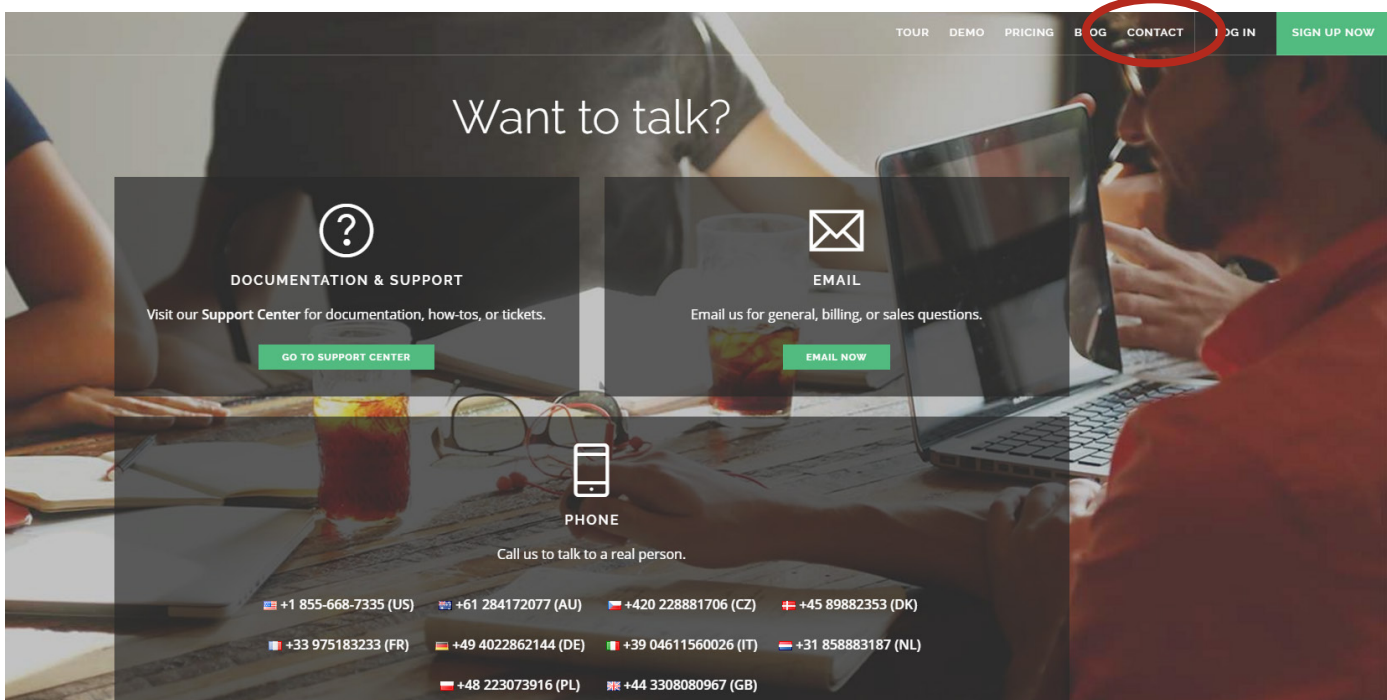 TOUR DEMO PRICING BLOG CONTACT LOG IN SIGN UP NOW
Want to talk?
DOCUMENTATION & SUPPORT
Visit our Support Center for documentation, how-tos, or tickets.
GO TO SUPPORT CENTER
EMAIL
Email us for general, billing, or sales questions.
EMAIL NOW
PHONE
Call us to talk to a real person.
+1 855-668-7335 (US) +61 284172077 (AU) +420 228881706 (CZ) +45 89882353 (DK)
+33 975183233 (FR) +49 4022862144 (DE) +39 04611560026 (IT) +31 858883187 (NL)
+48 223073916 (PL) +44 3308080967 (GB)